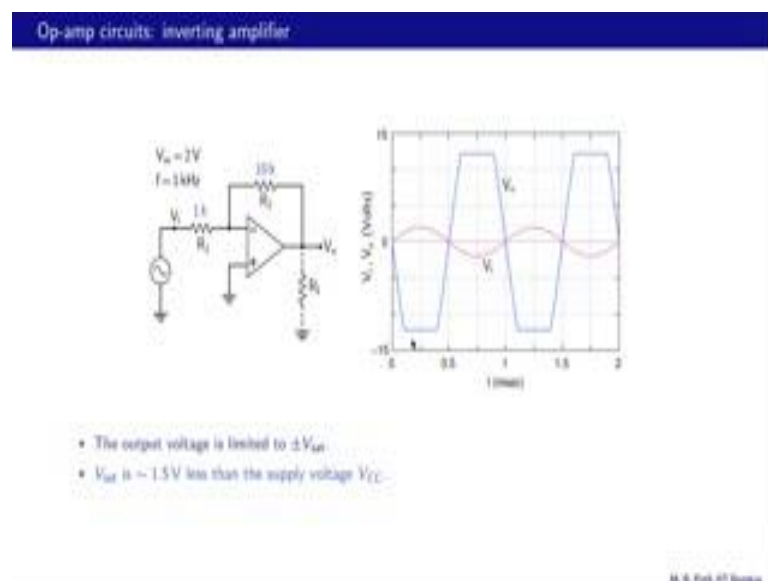 Op-amp circuits: inverting amplifier
V_m = 2 V
f = 1 kHz
10 k
R_2
V_i
1 k
R_1
V_o
R_L
15
0
-15
V_i, V_o (Volts)
V_o
V_i
0
0.5
1
1.5
2
t (msec)
• The output voltage is limited to ±V_sat.
• V_sat is ~ 1.5 V less than the supply voltage V_CC.